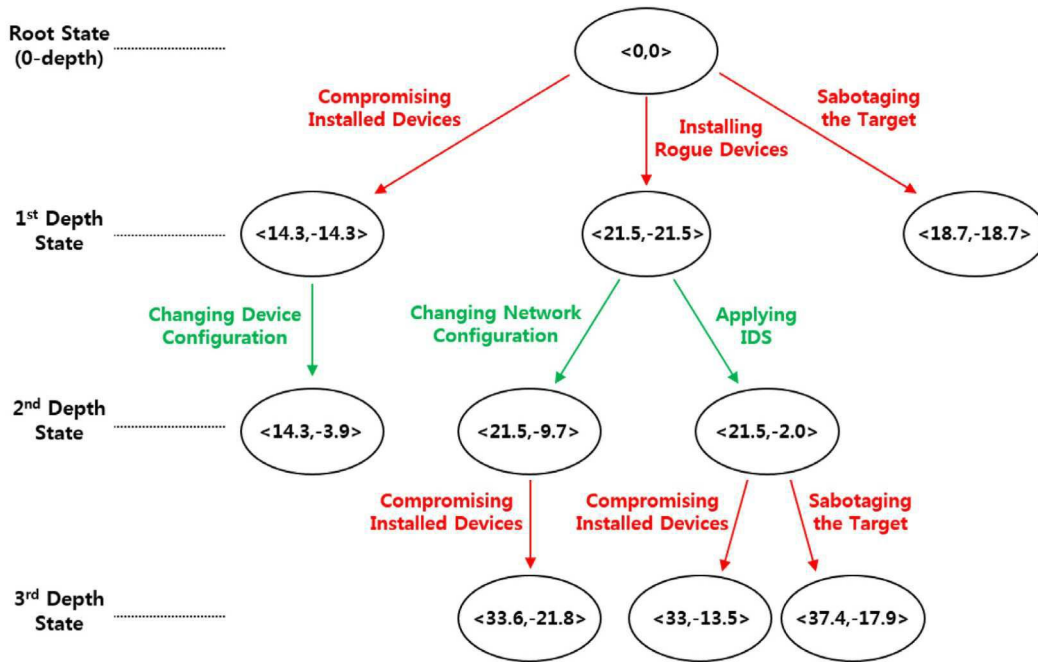 Root State
(0-depth)
<0,0>
Compromising
Installed Devices
Installing
Rogue Devices
Sabotaging
the Target
1st Depth
State
<14.3,-14.3>
<21.5,-21.5>
<18.7,-18.7>
Changing Device
Configuration
Changing Network
Configuration
Applying
IDS
2nd Depth
State
<14.3,-3.9>
<21.5,-9.7>
<21.5,-2.0>
Compromising
Installed Devices
Compromising
Installed Devices
Sabotaging
the Target
3rd Depth
State
<33.6,-21.8>
<33,-13.5>
<37.4,-17.9>